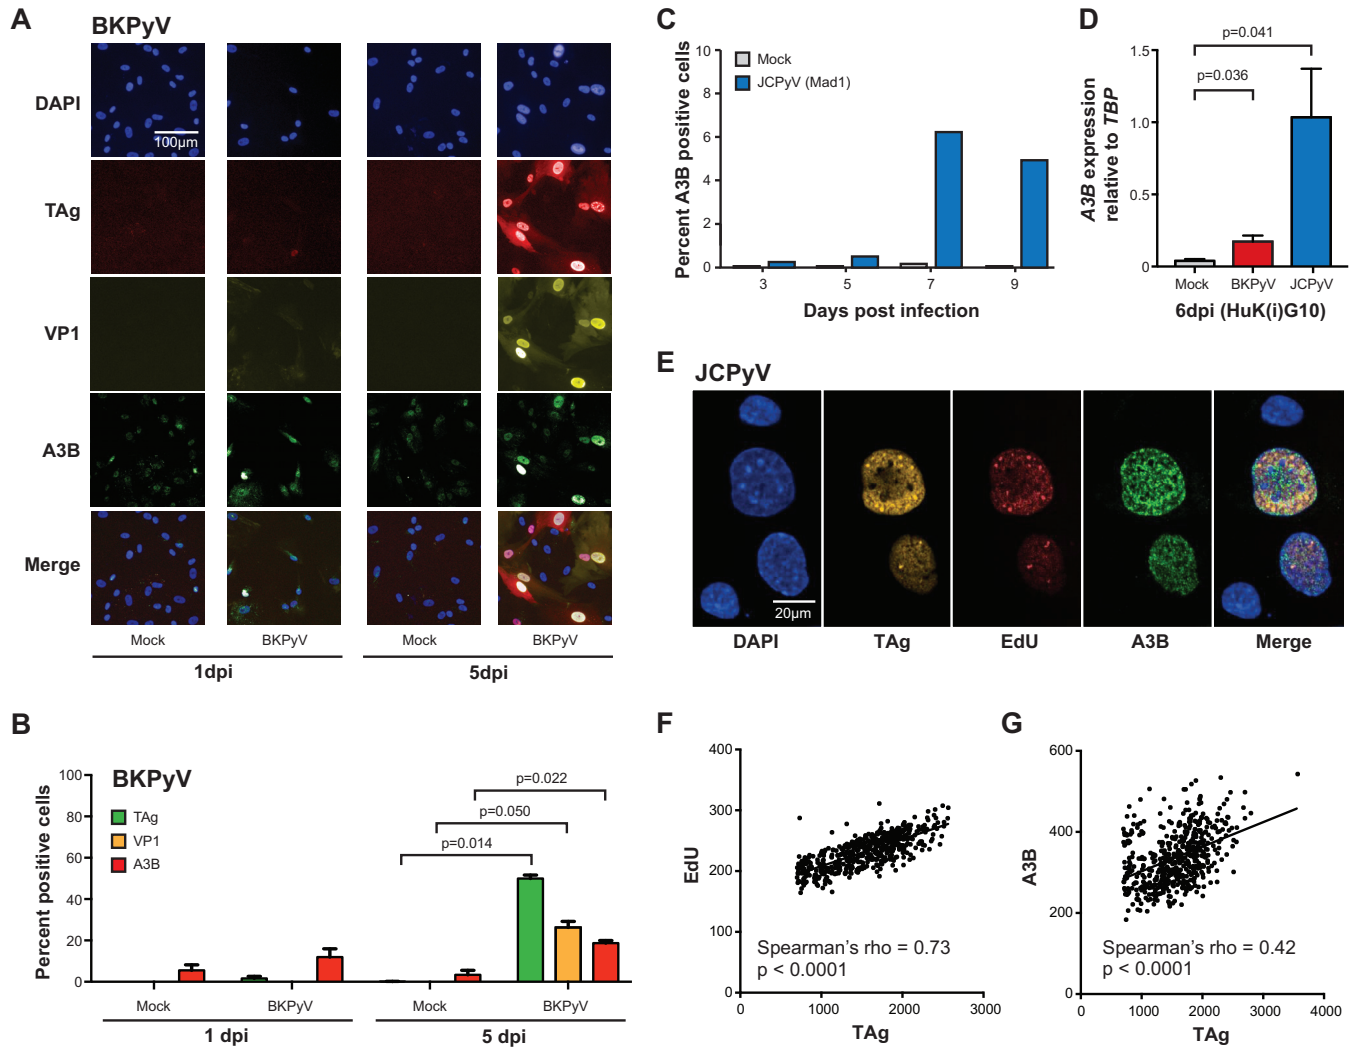 A
BKPyV
DAPI
100µm
TAg
VP1
A3B
Merge
Mock
BKPyV
Mock
BKPyV
1dpi
5dpi
B
BKPyV
Percent positive cells
100
80
60
40
20
0
TAg
VP1
A3B
p=0.022
p=0.050
p=0.014
Mock
BKPyV
Mock
BKPyV
1 dpi
5 dpi
C
Percent A3B positive cells
10
8
6
4
2
0
Mock
JCPyV (Mad1)
3
5
7
9
Days post infection
D
A3B expression
relative to TBP
1.5
1.0
0.5
0
p=0.041
p=0.036
Mock
BKPyV
JCPyV
6dpi (HuK(i)G10)
E
JCPyV
20µm
DAPI
TAg
EdU
A3B
Merge
F
EdU
400
300
200
100
0
Spearman's rho = 0.73
p < 0.0001
0
1000
2000
3000
TAg
G
A3B
600
400
200
0
Spearman's rho = 0.42
p < 0.0001
0
1000
2000
3000
4000
TAg